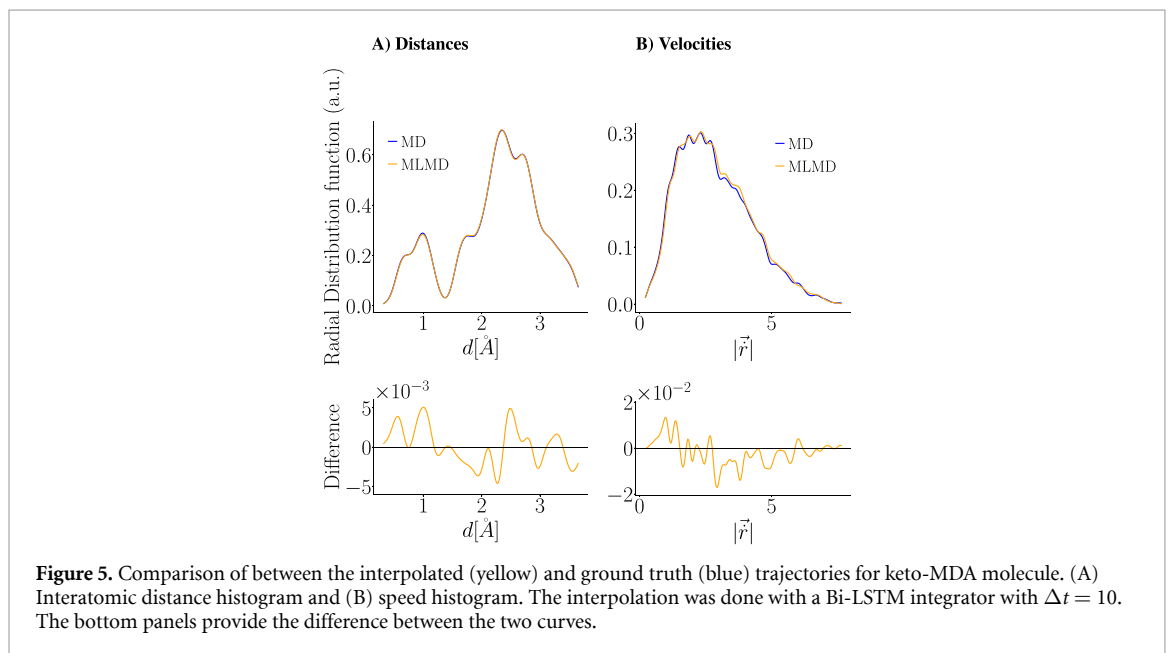 A) Distances
B) Velocities
Radial Distribution function (a.u.)
0.6
0.4
0.2
0.0
MD
MLMD
1 2 3
d[Å]
0.3
0.2
0.1
0.0
MD
MLMD
0 5
|r⃗̇|
×10⁻³
Difference
5
0
−5
1 2 3
d[Å]
×10⁻²
2
0
−2
0 5
|r⃗̇|
Figure 5. Comparison of between the interpolated (yellow) and ground truth (blue) trajectories for keto-MDA molecule. (A)
Interatomic distance histogram and (B) speed histogram. The interpolation was done with a Bi-LSTM integrator with Δt = 10.
The bottom panels provide the difference between the two curves.